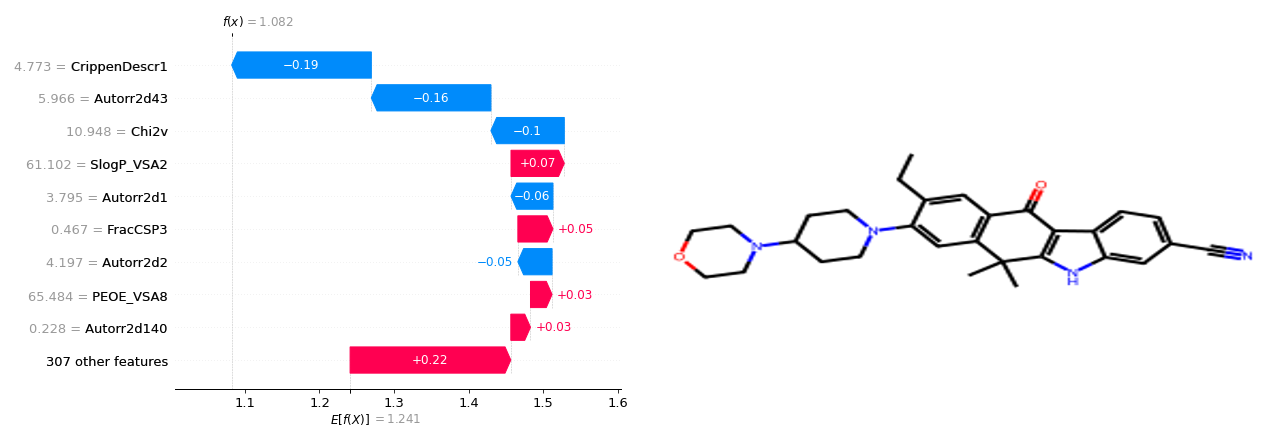 f(x) = 1.082
4.773 = CrippenDescr1
−0.19
5.966 = Autorr2d43
−0.16
10.948 = Chi2v
−0.1
61.102 = SlogP_VSA2
+0.07
3.795 = Autorr2d1
−0.06
0.467 = FracCSP3
+0.05
4.197 = Autorr2d2
−0.05
65.484 = PEOE_VSA8
+0.03
0.228 = Autorr2d140
+0.03
307 other features
+0.22
1.1 1.2 1.3 1.4 1.5 1.6
E[f(X)] = 1.241
O
N
N
O
N
H
N